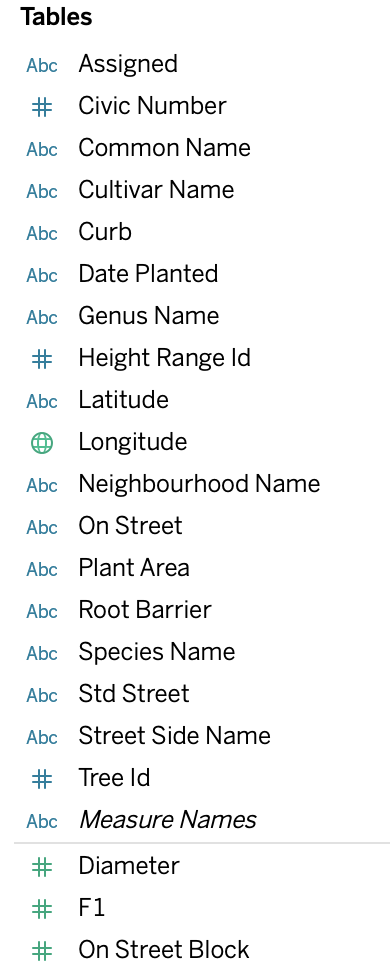 Tables
Abc Assigned
# Civic Number
Abc Common Name
Abc Cultivar Name
Abc Curb
Abc Date Planted
Abc Genus Name
# Height Range Id
Abc Latitude
Longitude
Abc Neighbourhood Name
Abc On Street
Abc Plant Area
Abc Root Barrier
Abc Species Name
Abc Std Street
Abc Street Side Name
# Tree Id
Abc Measure Names
# Diameter
# F1
# On Street Block